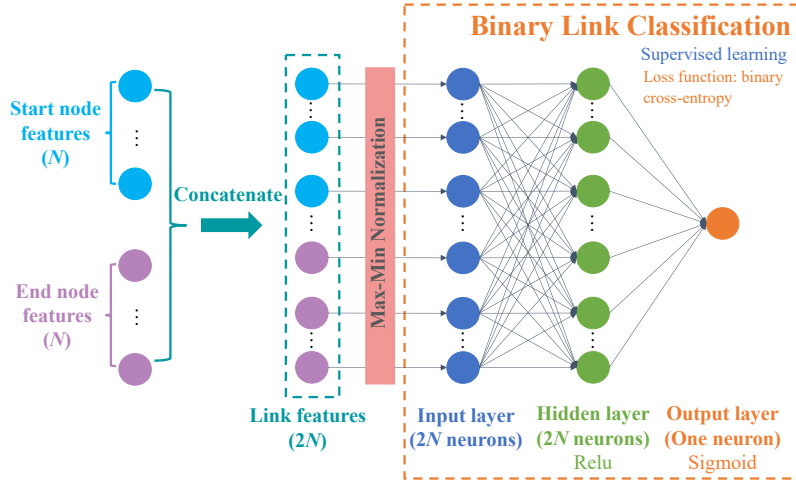 Binary Link Classification
Supervised learning
Loss function: binary
cross-entropy
Start node
features
(N)
Concatenate
End node
features
(N)
Max-Min Normalization
Link features
(2N)
Input layer
(2N neurons)
Hidden layer
(2N neurons)
Relu
Output layer
(One neuron)
Sigmoid